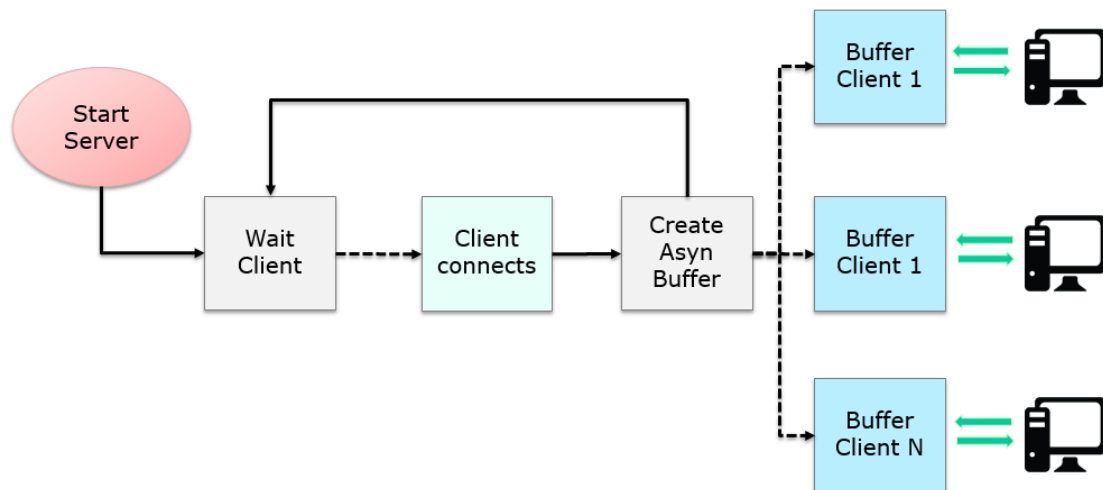 Start
Server
Wait
Client
Client
connects
Create
Asyn
Buffer
Buffer
Client 1
Buffer
Client 1
Buffer
Client N